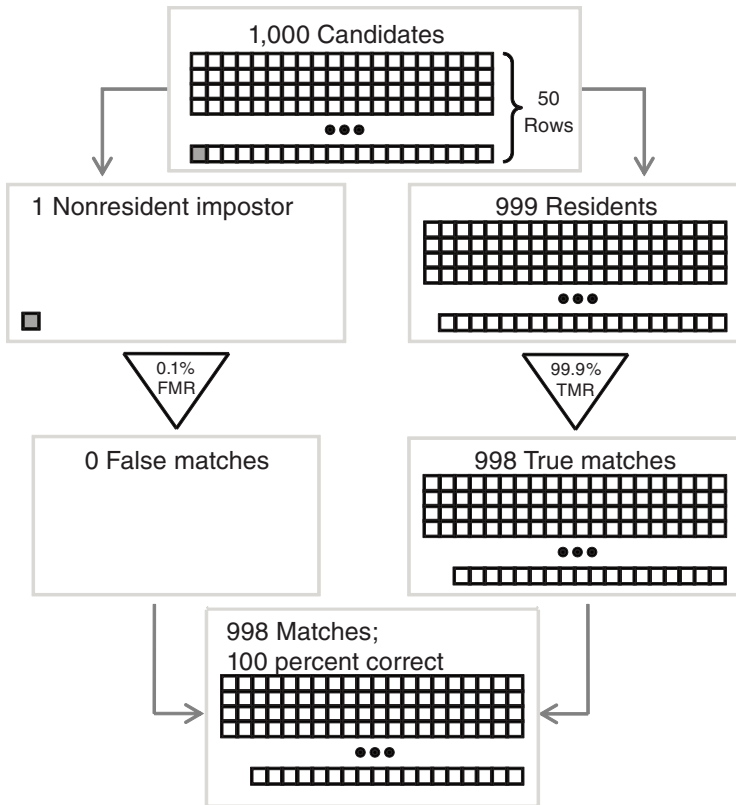 1,000 Candidates
50
Rows
1 Nonresident impostor
999 Residents
0.1%
FMR
99.9%
TMR
0 False matches
998 True matches
998 Matches;
100 percent correct